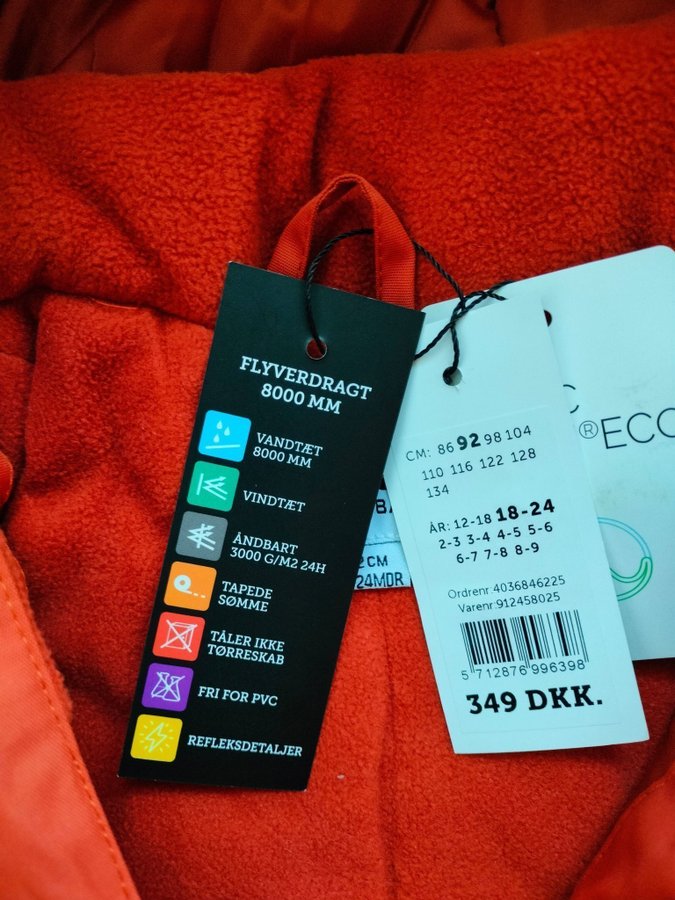 FLYVERDRAGT
8000 MM
VANDTÆT
8000 MM
VINDTÆT
ÅNDBART
3000 G/M2 24H
TAPEDE
SØMME
TÅLER IKKE
TØRRESKAB
FRI FOR PVC
REFLEKSDETALJER
CM: 86 92 98 104
110 116 122 128
134
ÅR: 12-18 18-24
2-3 3-4 4-5 5-6
6-7 7-8 8-9
Ordrenr.4036846225
Varenr:912458025
5 712876 996398
349 DKK.
C
®ECO
CM
24MDR